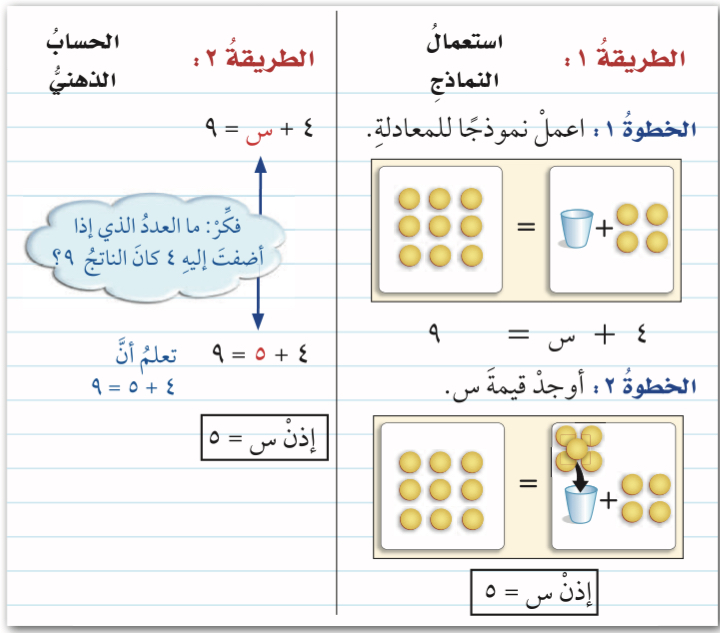 الطريقةُ ١ : استعمالُ
النماذجِ
الخطوةُ ١ : اعملْ نموذجًا للمعادلةِ.
+ =
٤ + س = ٩
الخطوةُ ٢ : أوجدْ قيمةَ س.
+ =
إذنْ س = ٥
الطريقةُ ٢ : الحسابُ
الذهنيُّ
٤ + س = ٩
فكِّرْ: ما العددُ الذي إذا
أضفتَ إليهِ ٤ كانَ الناتجُ ٩؟
٤ + ٥ = ٩ تعلمُ أنَّ
٤ + ٥ = ٩
إذنْ س = ٥